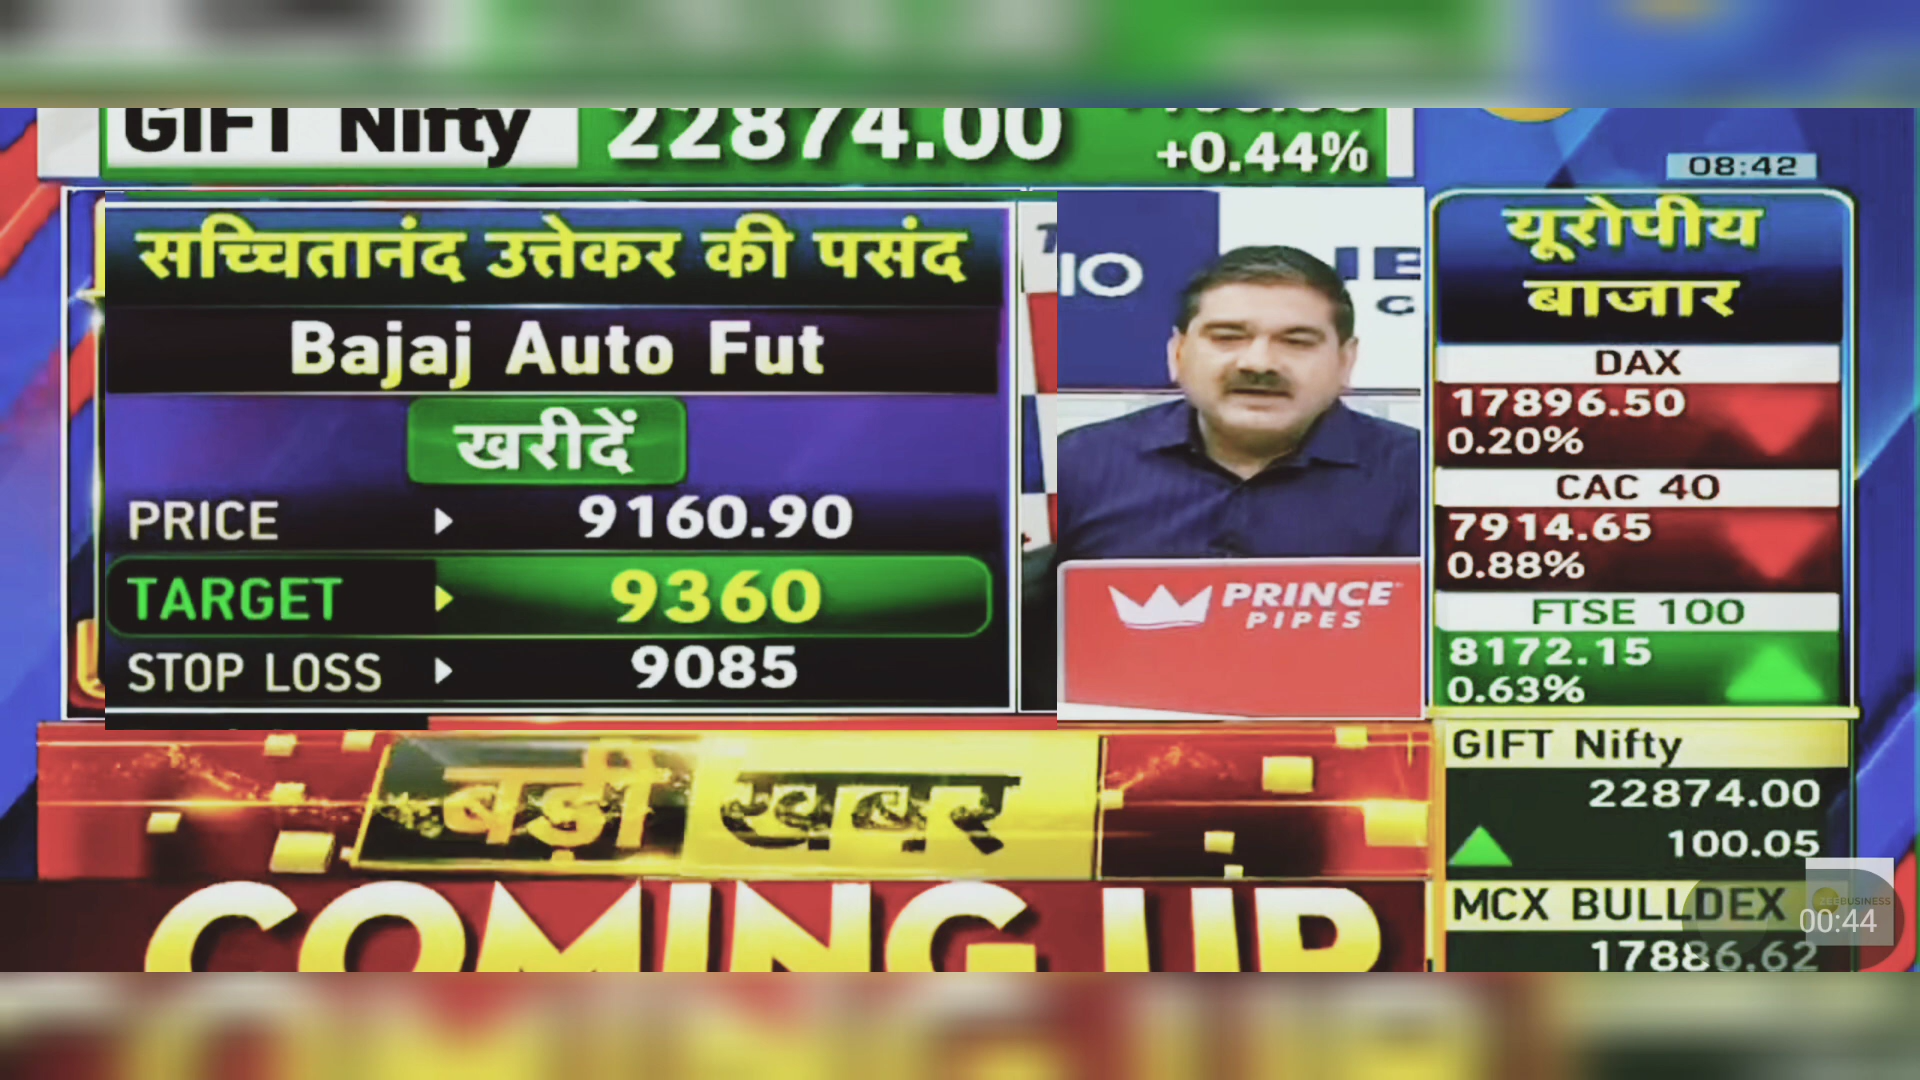 GIFT Nifty 22874.00
+0.44%
08:42
सच्चितानंद उत्तेकर की पसंद
Bajaj Auto Fut
खरीदें
PRICE 9160.90
TARGET 9360
STOP LOSS 9085
IO
PRINCE
PIPES
यूरोपीय
बाजार
DAX
17896.50
0.20%
CAC 40
7914.65
0.88%
FTSE 100
8172.15
0.63%
GIFT Nifty
22874.00
100.05
MCX BULLDEX
17886.62
ZEEBUSINESS
00:44
बड़ी खबर
COMING UP